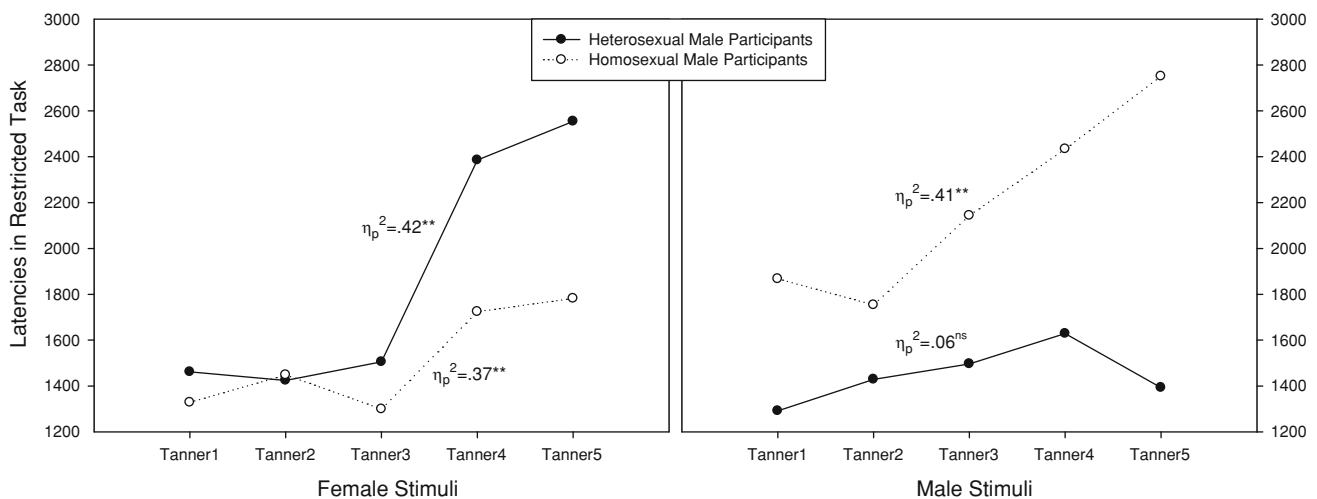 Latencies in Restricted Task
3000
2800
2600
2400
2200
2000
1800
1600
1400
1200
Heterosexual Male Participants
Homosexual Male Participants
ηp²=.42**
ηp²=.37**
Tanner1 Tanner2 Tanner3 Tanner4 Tanner5
Female Stimuli
ηp²=.41**
ηp²=.06ns
Tanner1 Tanner2 Tanner3 Tanner4 Tanner5
Male Stimuli
3000
2800
2600
2400
2200
2000
1800
1600
1400
1200